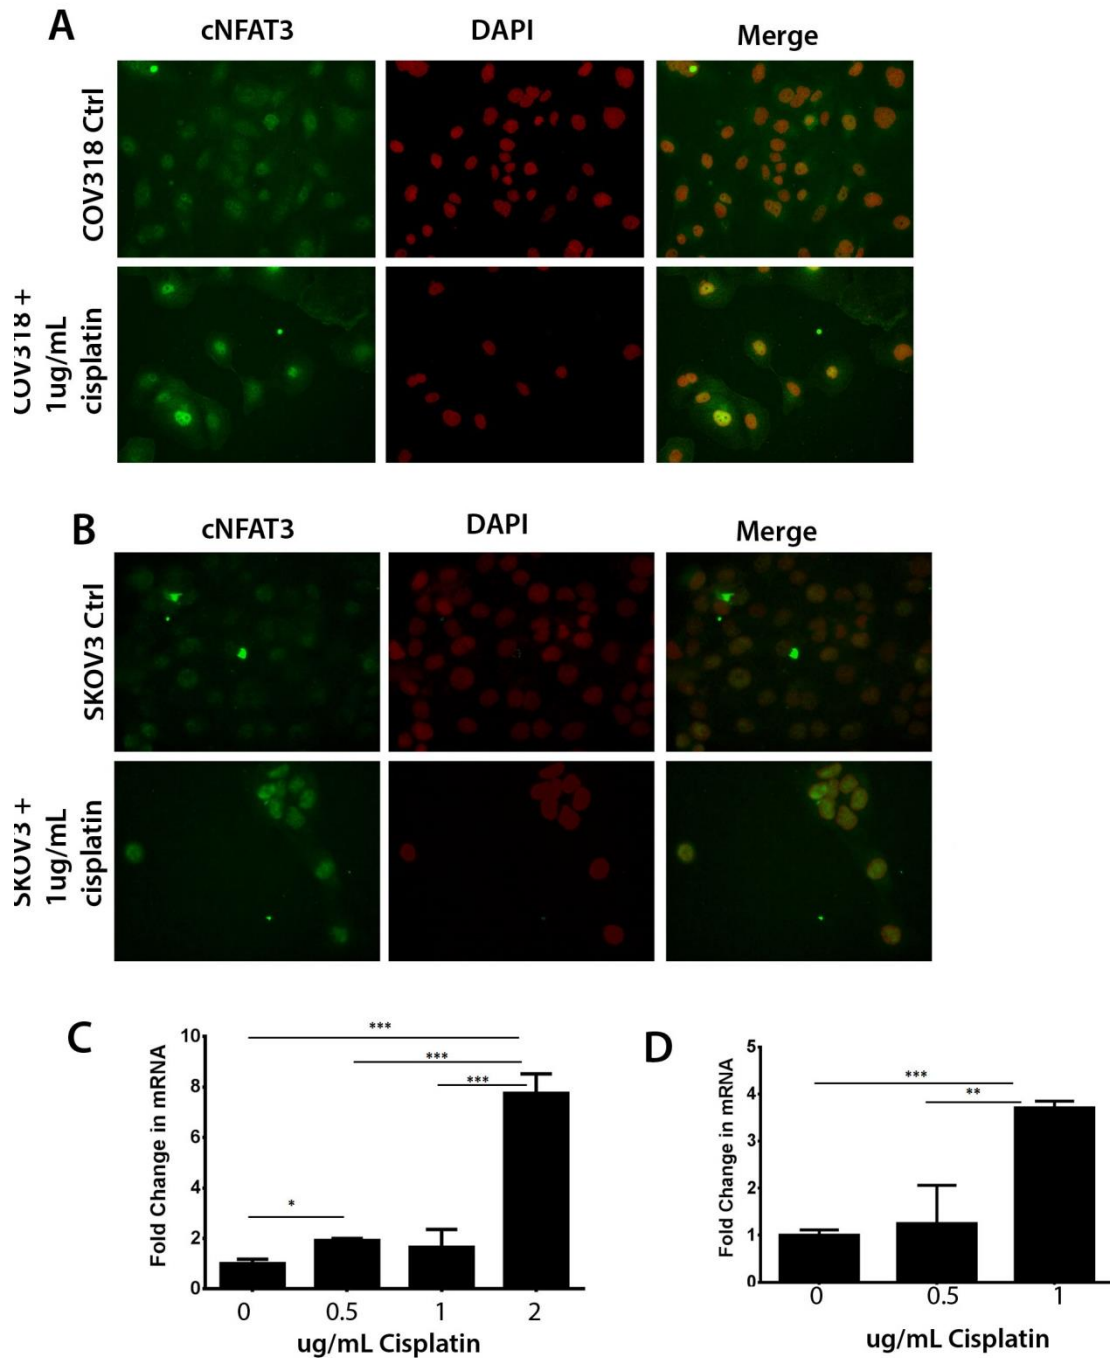 A
cNFAT3 DAPI Merge
COV318 Ctrl
COV318 +
1ug/mL
cisplatin
B
cNFAT3 DAPI Merge
SKOV3 Ctrl
SKOV3 +
1ug/mL
cisplatin
C
Fold Change in mRNA
10
8
6
4
2
0
***
***
***
*
0 0.5 1 2
ug/mL Cisplatin
D
Fold Change in mRNA
5
4
3
2
1
0
***
**
0 0.5 1
ug/mL Cisplatin